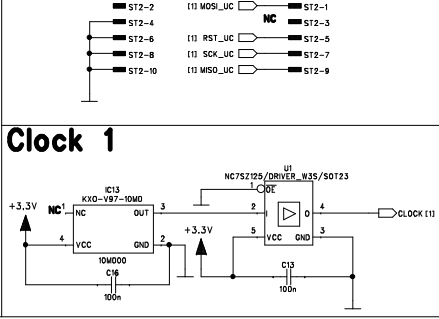 ST2-2
[1] MOSI_UC
ST2-1
ST2-4
NC
ST2-3
ST2-6
[1] RST_UC
ST2-5
ST2-8
[1] SCK_UC
ST2-7
ST2-10
[1] MISO_UC
ST2-9
Clock 1
IC13
KXO-V97-10M0
U1
NC7SZ125/DRIVER_W3S/SOT23
+3.3V
NC 1
NC
OUT
3
4
VCC
GND
2
10M000
C16
100n
1
OE
2
I
O
4
CLOCK [1]
+3.3V
5
VCC
GND
3
C13
100n